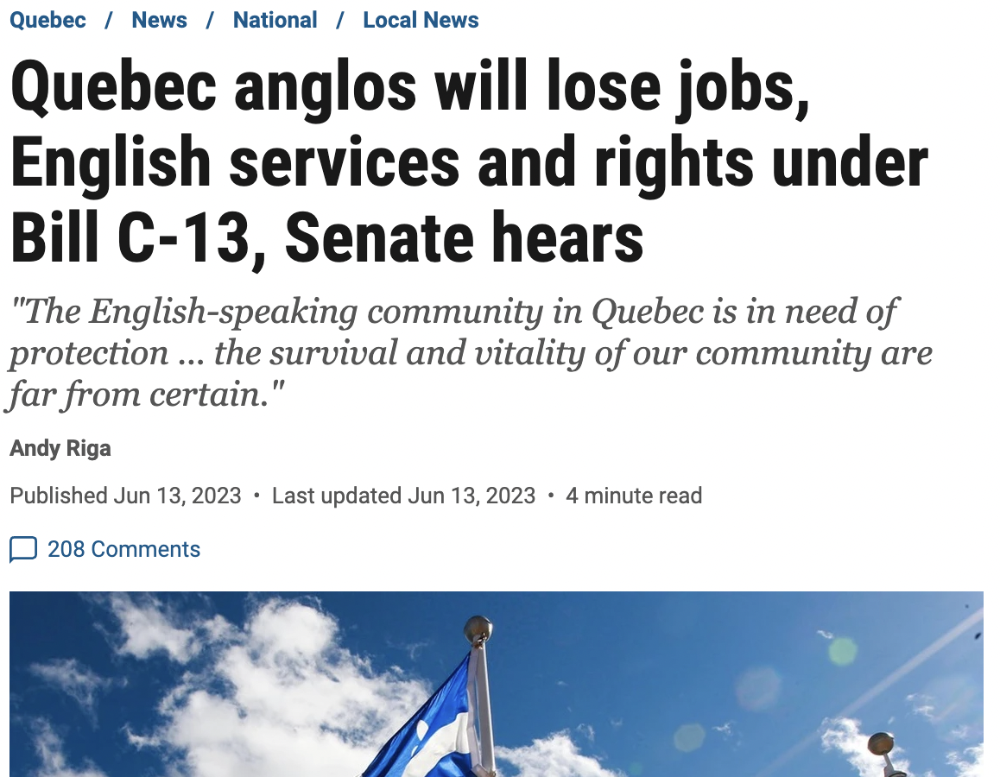 Quebec / News / National / Local News
Quebec anglos will lose jobs,
English services and rights under
Bill C-13, Senate hears
"The English-speaking community in Quebec is in need of
protection ... the survival and vitality of our community are
far from certain."
Andy Riga
Published Jun 13, 2023 • Last updated Jun 13, 2023 • 4 minute read
208 Comments